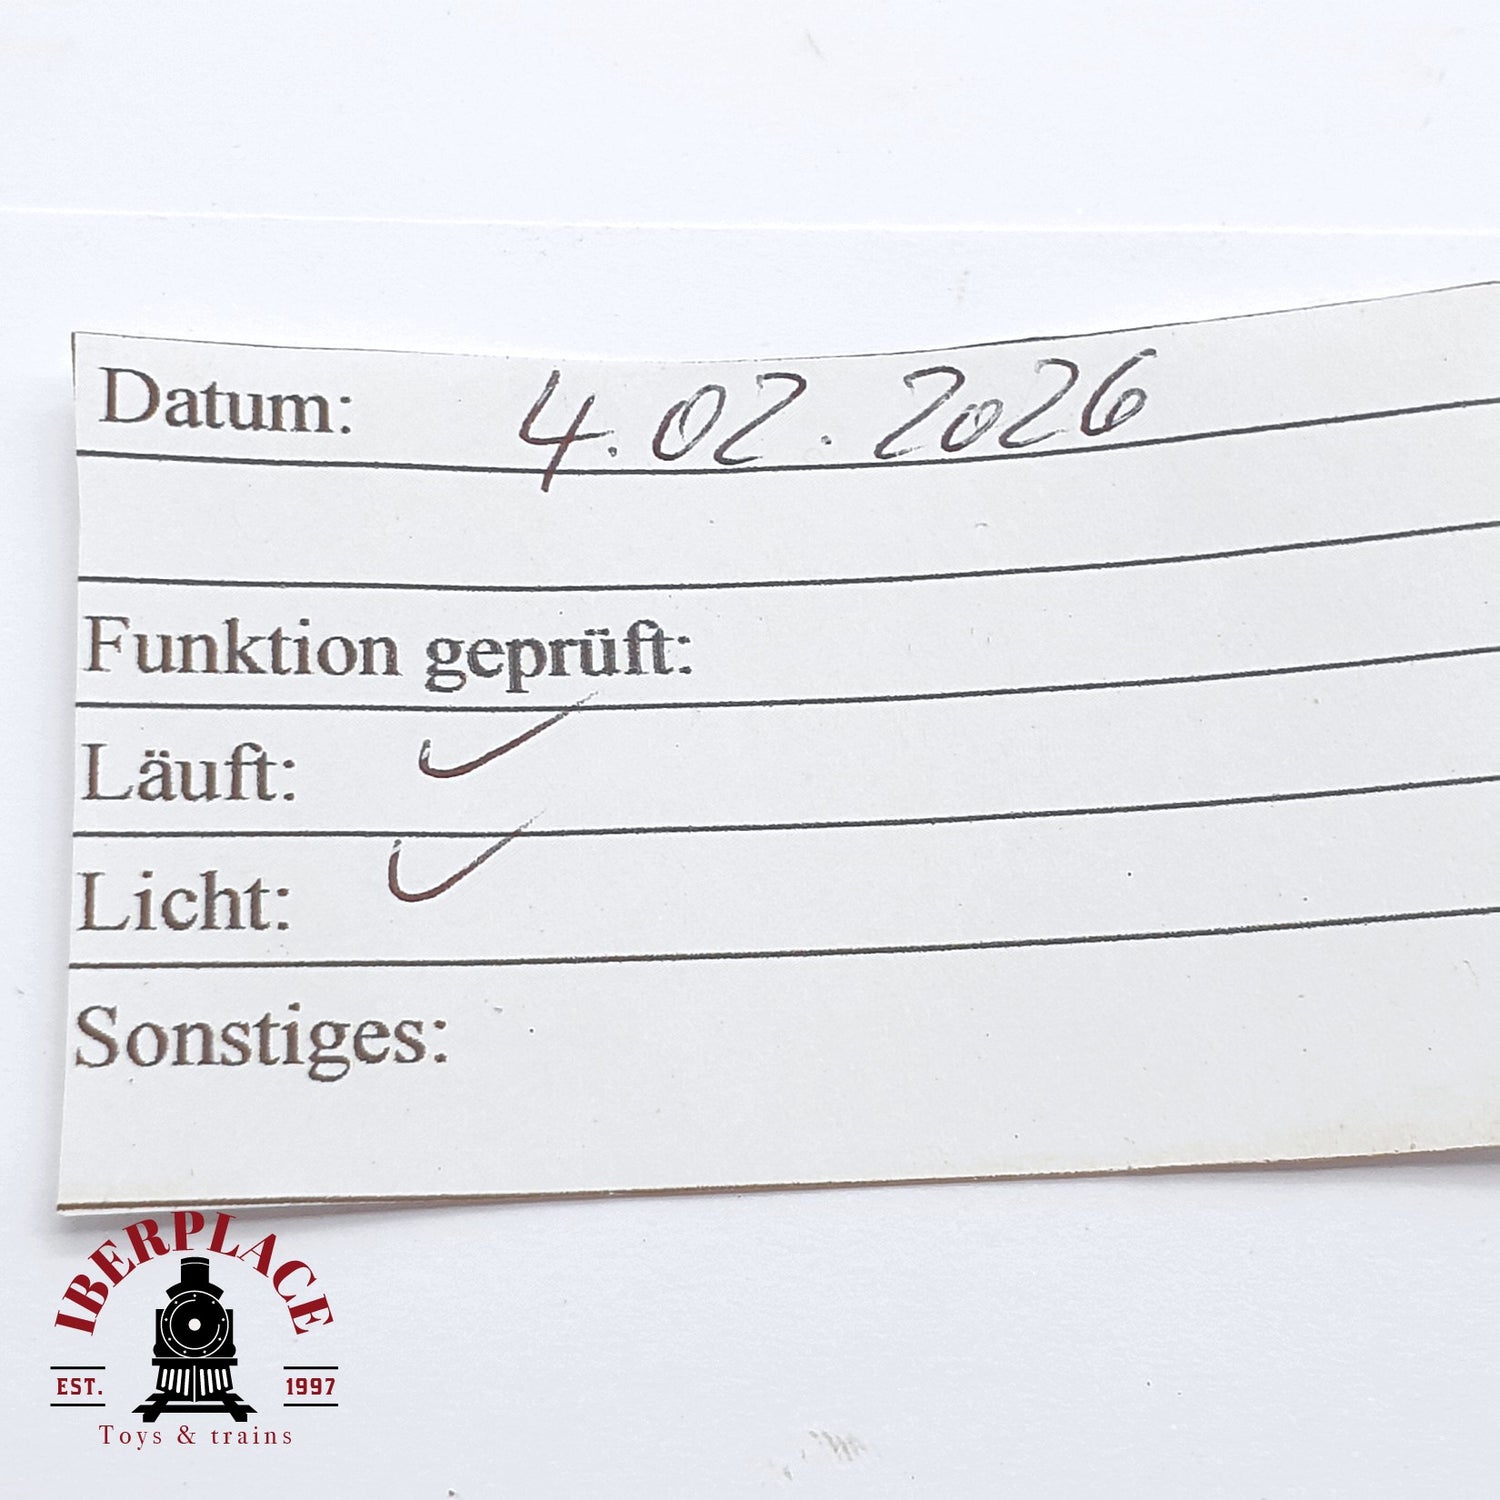 Datum: 4.02.2026
Funktion geprüft:
Läuft: ✓
Licht: ✓
Sonstiges:
IBERPLACE
EST. 1997
Toys & trains